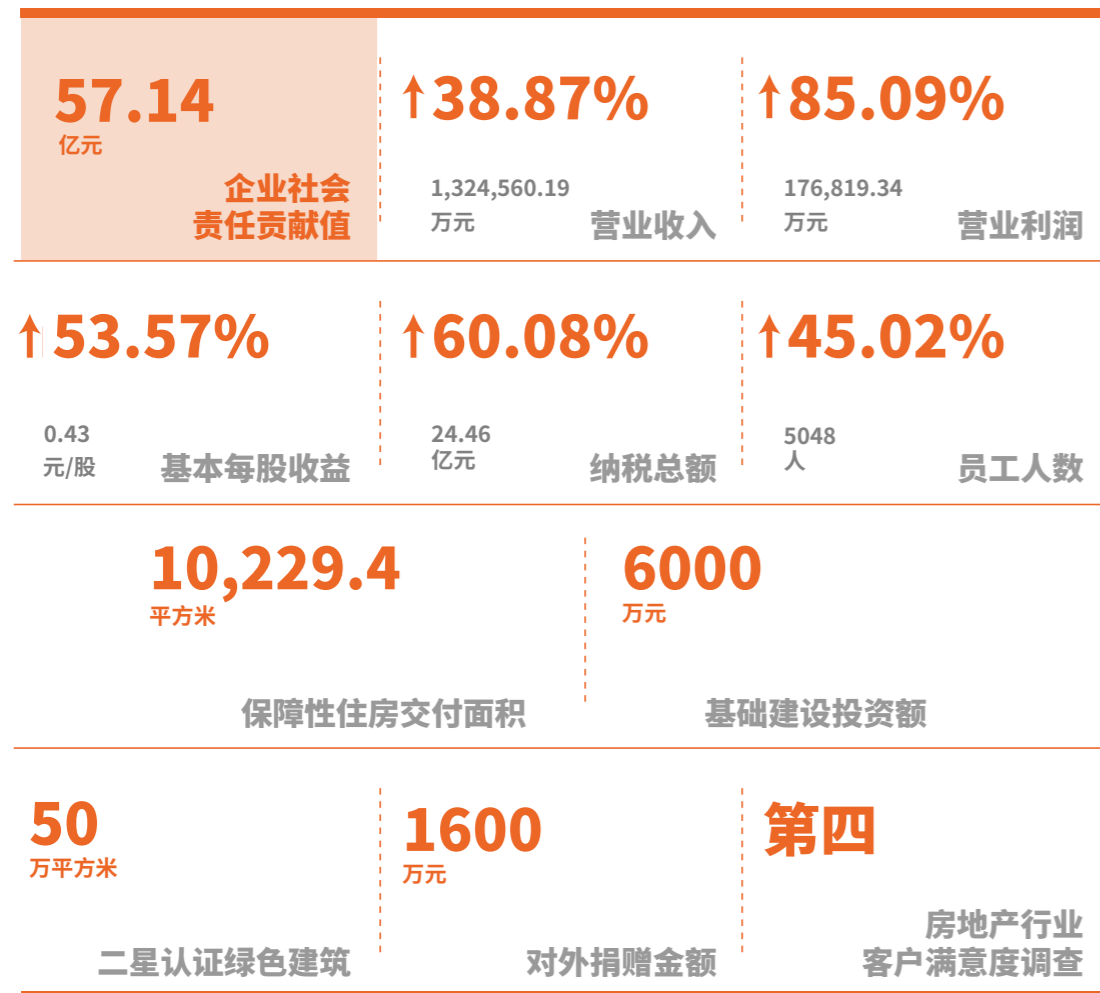 57.14
亿元
企业社会
责任贡献值
38.87%
1,324,560.19
万元
营业收入
85.09%
176,819.34
万元
营业利润
53.57%
0.43
元/股
基本每股收益
60.08%
24.46
亿元
纳税总额
45.02%
5048
人
员工人数
10,229.4
平方米
保障性住房交付面积
6000
万元
基础建设投资额
50
万平方米
二星认证绿色建筑
1600
万元
对外捐赠金额
第四
房地产行业
客户满意度调查